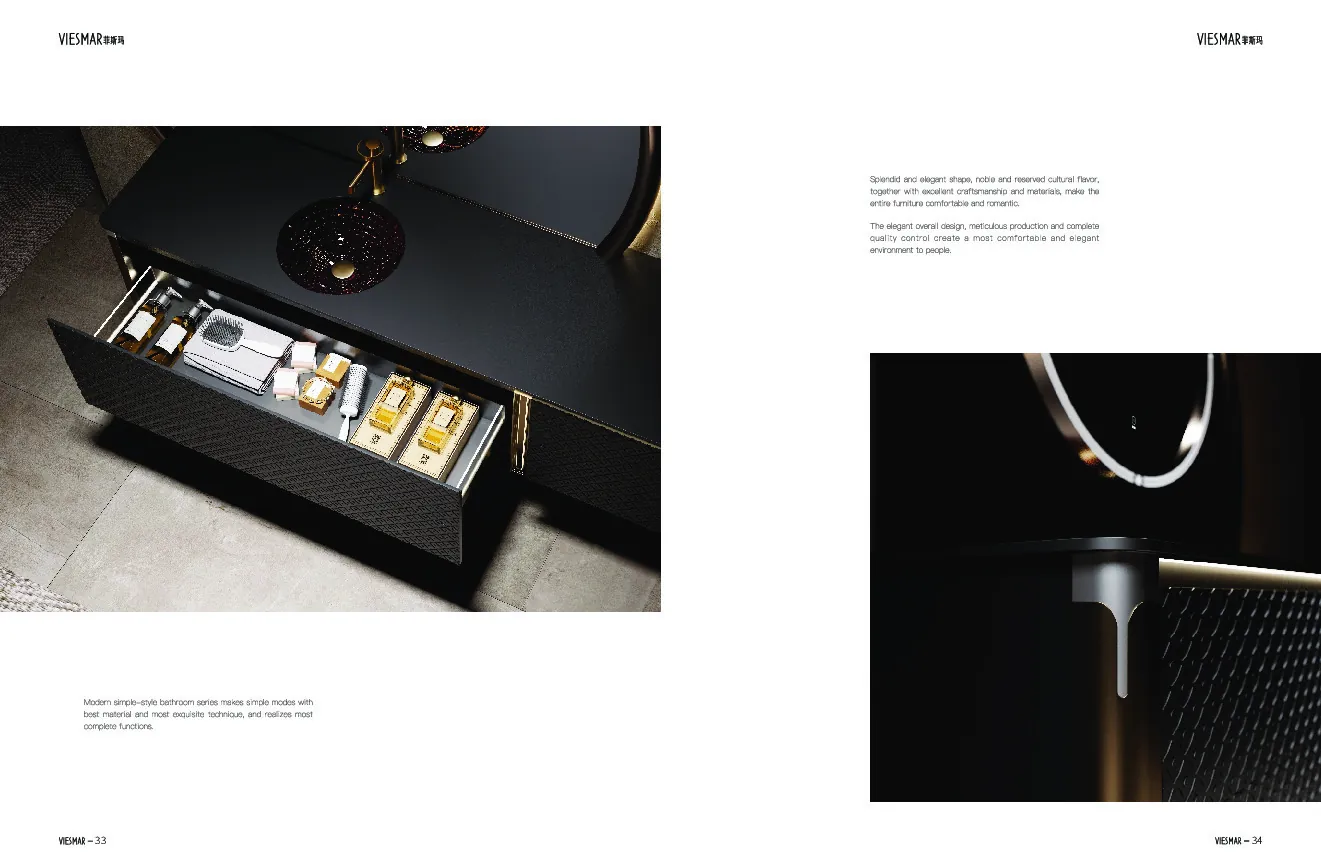 VIESMAR菲斯玛
VIESMAR菲斯玛
Splendid and elegant shape, noble and reserved cultural flavor,
together with excellent craftsmanship and materials, make the
entire furniture comfortable and romantic.
The elegant overall design, meticulous production and complete
quality control create a most comfortable and elegant
environment to people.
Modern simple-style bathroom series makes simple modes with
best material and most exquisite technique, and realizes most
complete functions.
VIESMAR – 33
VIESMAR – 34